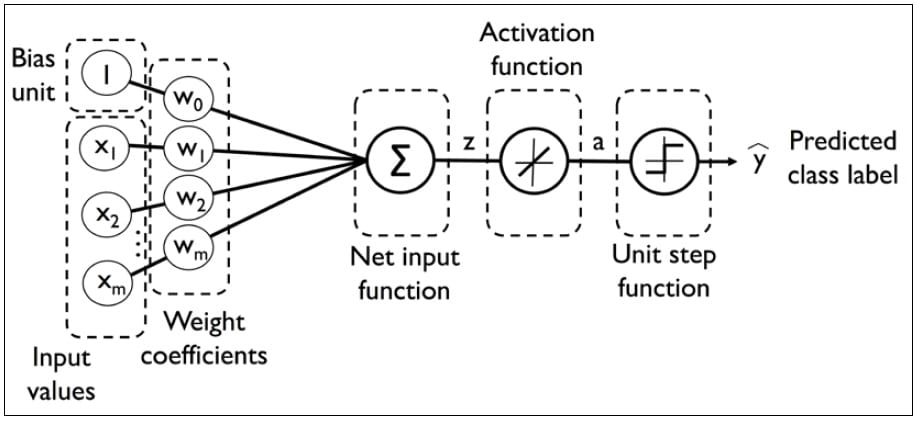 Activation
function
Bias
unit
1
w0
x1
w1
x2
w2
⋮
wm
xm
Σ
z
a
ŷ
Predicted
class label
Net input
function
Unit step
function
Weight
coefficients
Input
values